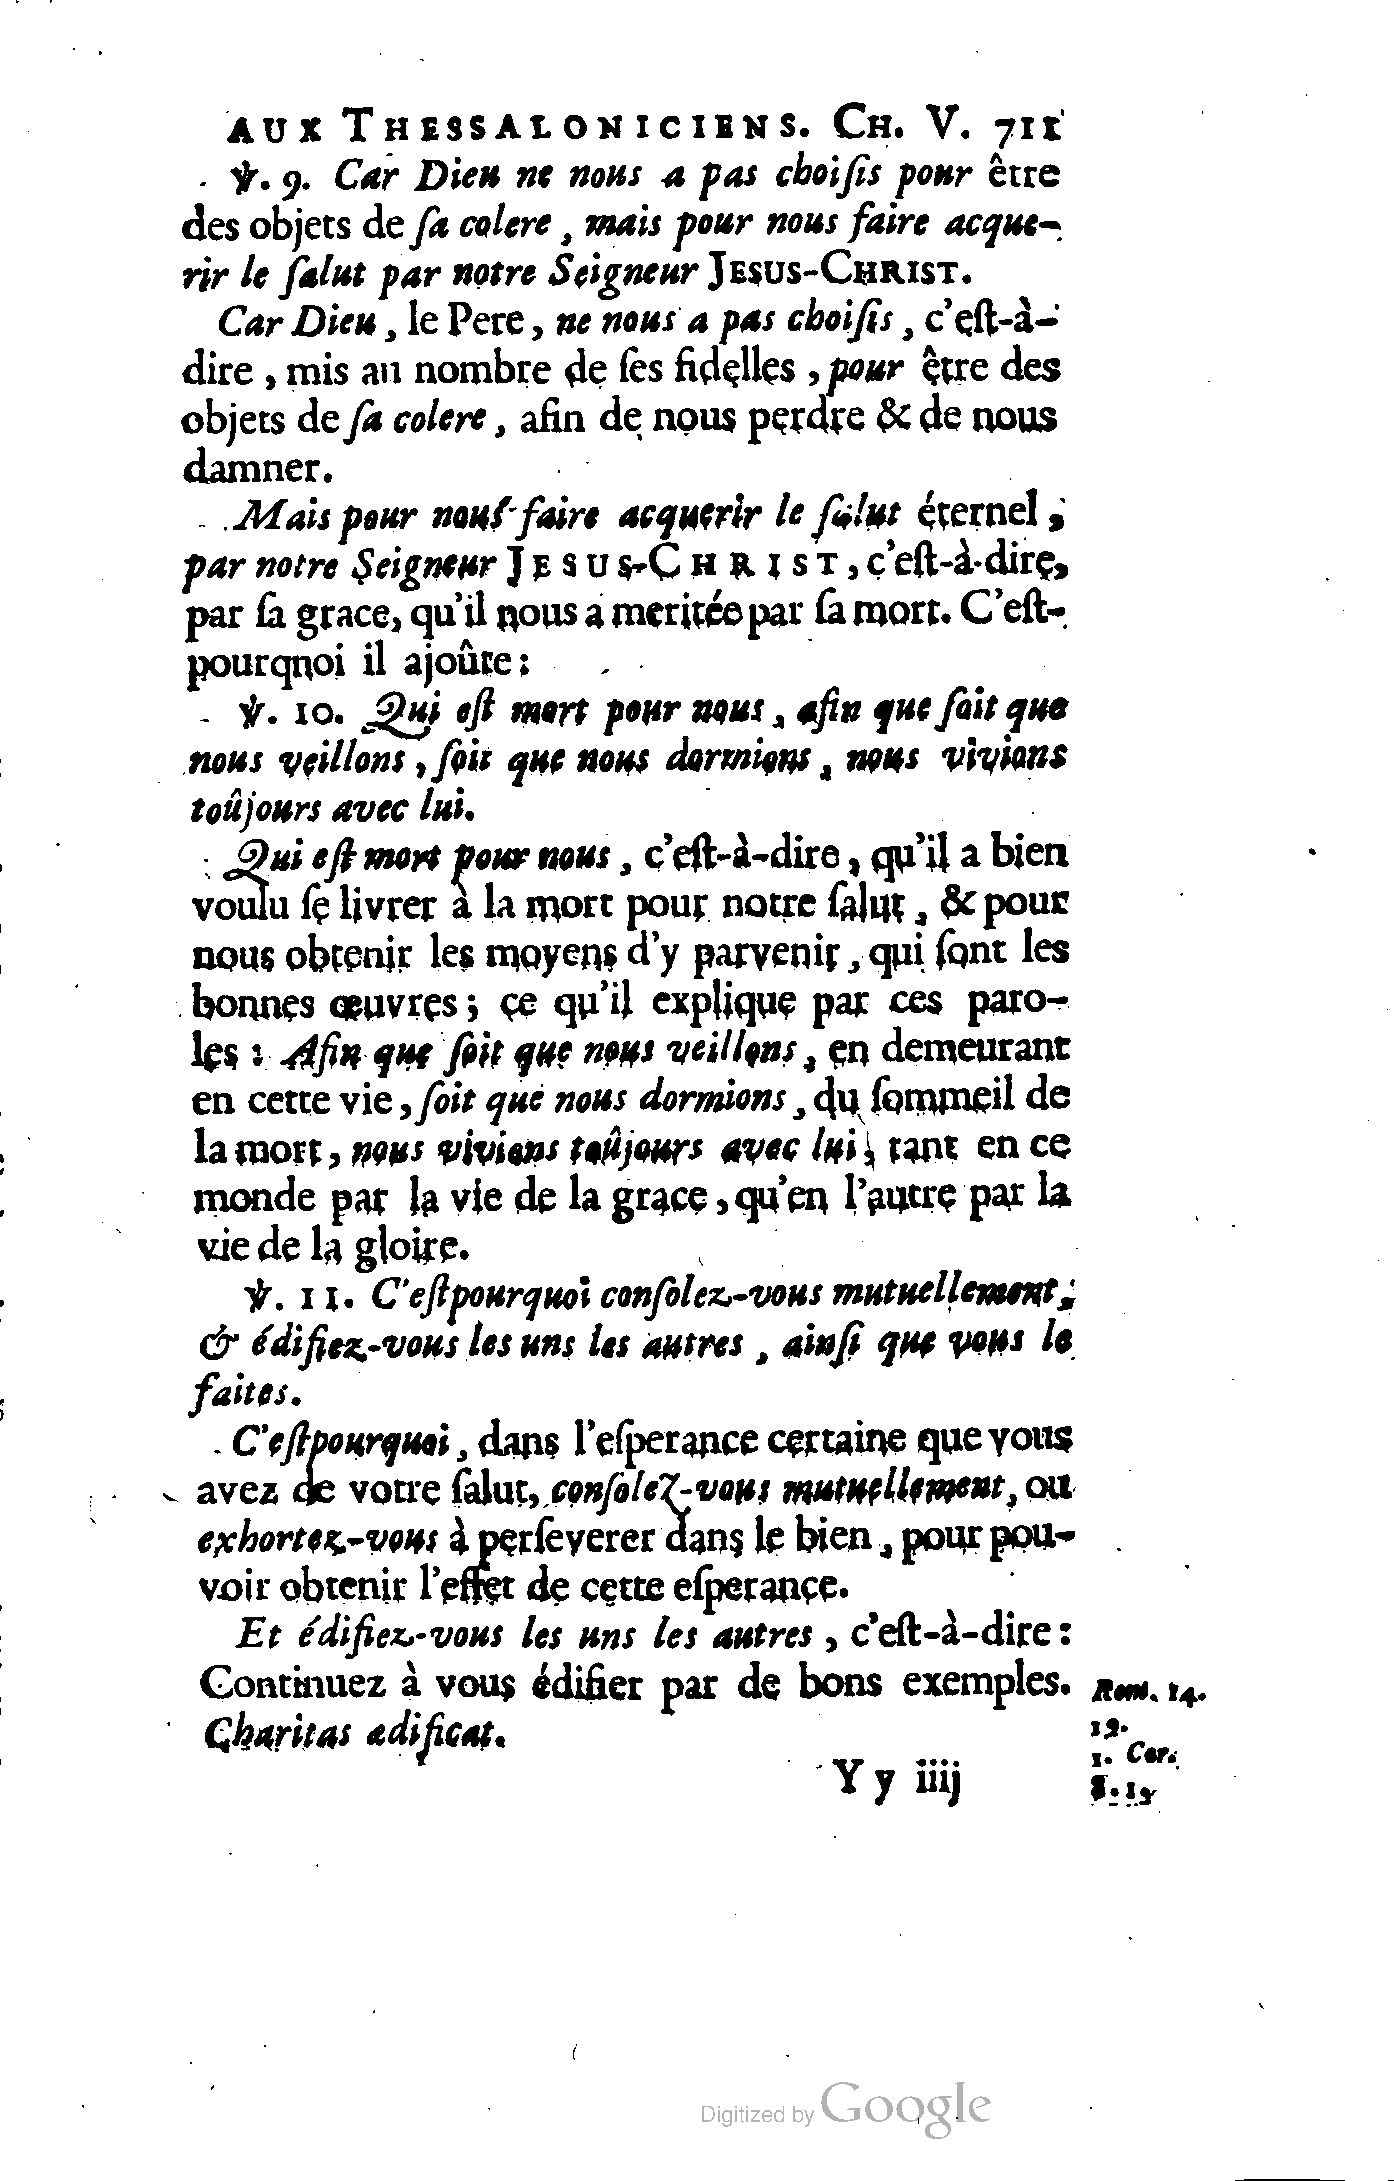 AUX THESSALONICIENS. CH. V. 711
℣. 9. Car Dieu ne nous a pas choiſis pour être
des objets de ſa colere, mais pour nous faire acque-
rir le ſalut par notre Seigneur JESUS-CHRIST.
Car Dieu, le Pere, ne nous a pas choiſis, c'eſt-à-
dire, mis au nombre de ſes fidelles, pour être des
objets de ſa colere, afin de nous perdre & de nous
damner.
Mais pour nous faire acquerir le ſalut éternel,
par notre Seigneur JESUS-CHRIST, c'eſt-à-dire,
par ſa grace, qu'il nous a meritée par ſa mort. C'eſt-
pourqnoi il ajoûte:
℣. 10. Qui eſt mort pour nous, afin que ſoit que
nous veillons, ſoit que nous dormions, nous vivions
toûjours avec lui.
Qui eſt mort pour nous, c'eſt-à-dire, qu'il a bien
voulu ſe livrer à la mort pour notre ſalut, & pour
nous obtenir les moyens d'y parvenir, qui ſont les
bonnes œuvres; ce qu'il explique par ces paro-
les: Afin que ſoit que nous veillons, en demeurant
en cette vie, ſoit que nous dormions, du ſommeil de
la mort, nous vivions toûjours avec lui, tant en ce
monde par la vie de la grace, qu'en l'autre par la
vie de la gloire.
℣. 11. C'eſtpourquoi conſolez-vous mutuellement;
& édifiez-vous les uns les autres, ainſi que vous le
faites.
C'eſtpourquoi, dans l'eſperance certaine que vous
avez de votre ſalut, conſolez-vous mutuellement, ou
exhortez-vous à perſeverer dans le bien, pour pou-
voir obtenir l'effet de cette eſperance.
Et édifiez-vous les uns les autres, c'eſt-à-dire:
Continuez à vous édifier par de bons exemples.
Charitas ædificat.
Rom. 14.
19.
1. Cor.
Y y iiij
Digitized by Google